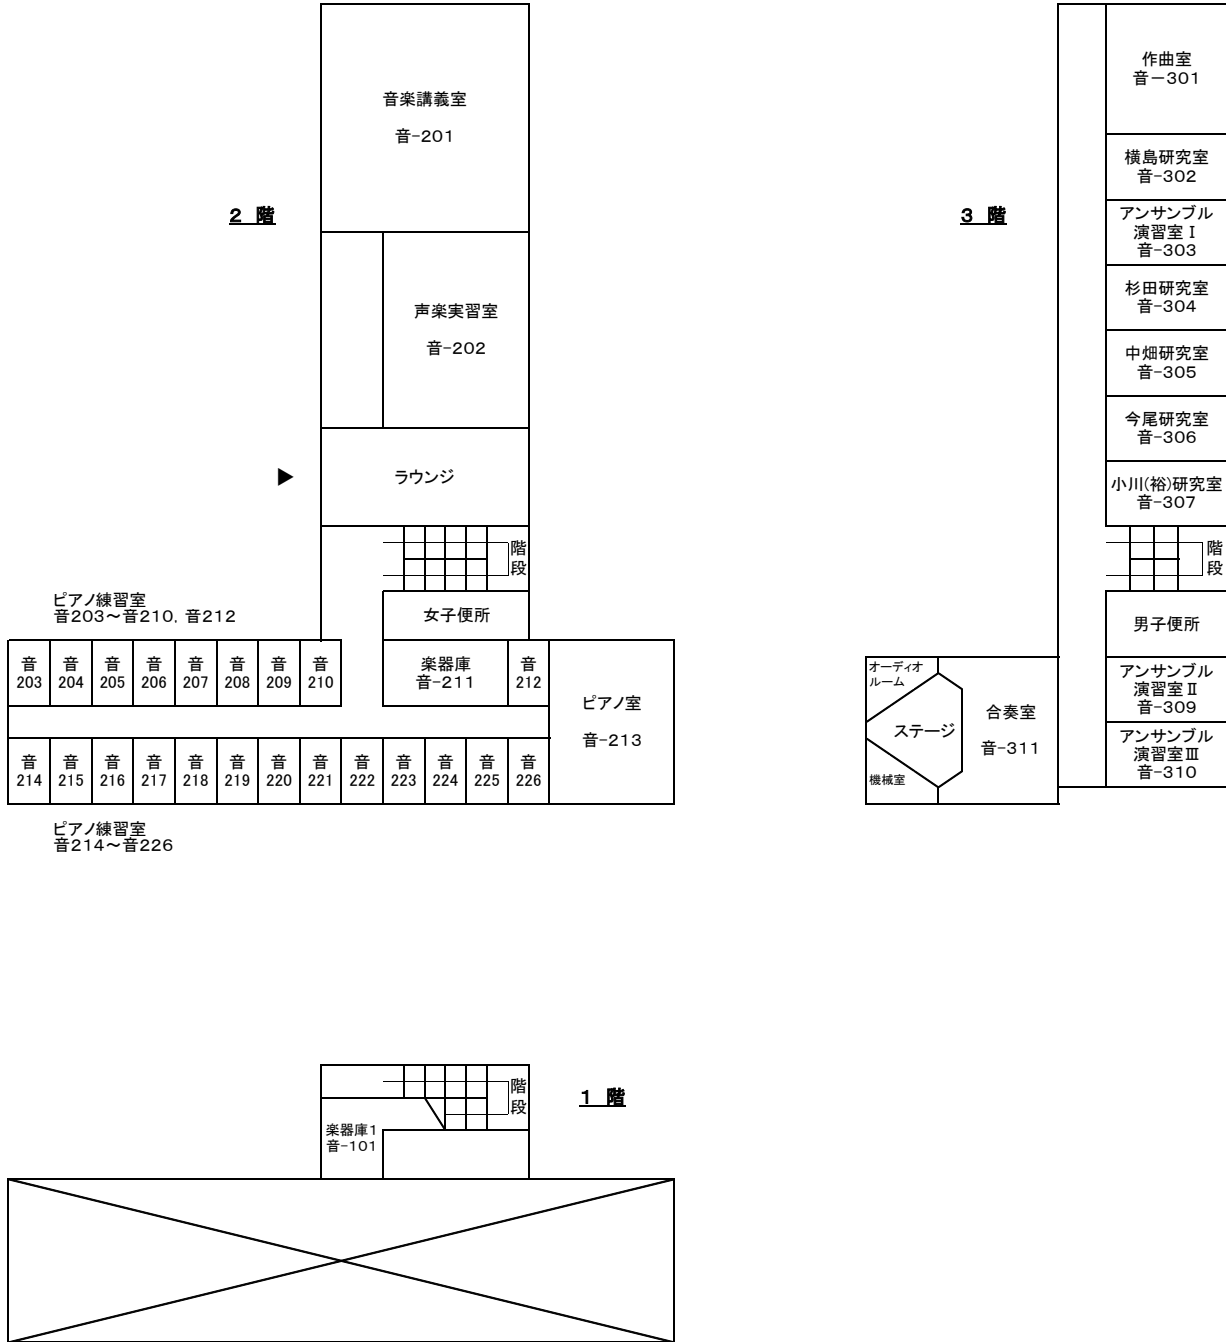 ２ 階
音楽講義室
音-201
声楽実習室
音-202
ラウンジ
階
段
女子便所
ピアノ練習室
音203～音210, 音212
音
203
音
204
音
205
音
206
音
207
音
208
音
209
音
210
楽器庫
音-211
音
212
ピアノ室
音-213
音
214
音
215
音
216
音
217
音
218
音
219
音
220
音
221
音
222
音
223
音
224
音
225
音
226
ピアノ練習室
音214～音226
３ 階
作曲室
音－301
横島研究室
音-302
アンサンブル
演習室Ⅰ
音-303
杉田研究室
音-304
中畑研究室
音-305
今尾研究室
音-306
小川(裕)研究室
音-307
階
段
男子便所
アンサンブル
演習室Ⅱ
音-309
アンサンブル
演習室Ⅲ
音-310
オーディオ
ルーム
ステージ
機械室
合奏室
音-311
１ 階
階
段
楽器庫1
音-101